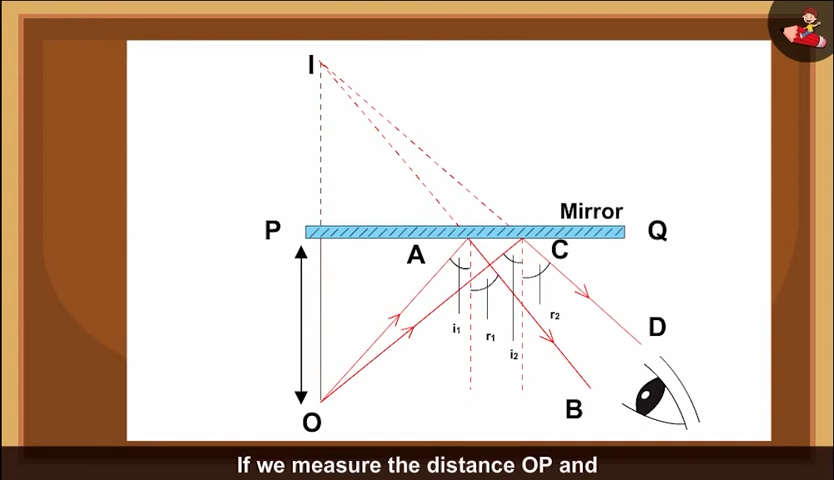 I
Mirror
P
Q
A
C
i1
r1
i2
r2
D
B
O
If we measure the distance OP and